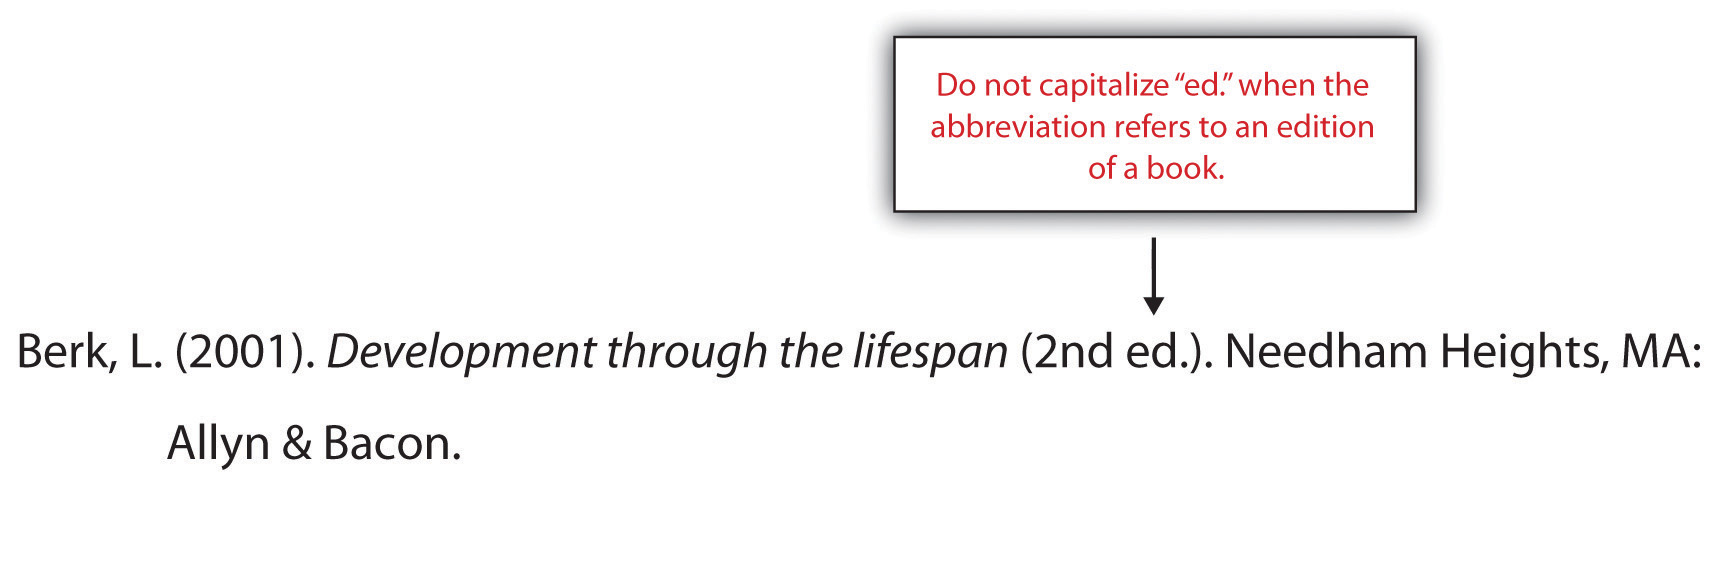 Do not capitalize “ed.” when the
abbreviation refers to an edition
of a book.
Berk, L. (2001). Development through the lifespan (2nd ed.). Needham Heights, MA:
Allyn & Bacon.